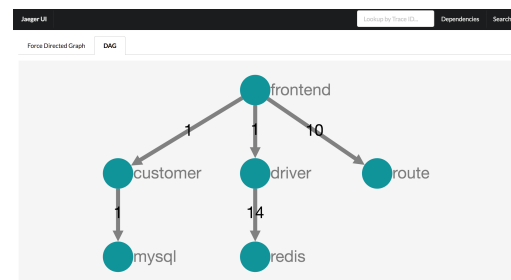 Jaeger UI Lookup by Trace ID... Dependencies Search
Force Directed Graph DAG
frontend
1 1 10
customer driver route
1 14
mysql redis